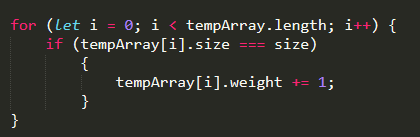 for (let i = 0; i < tempArray.length; i++) {
    if (tempArray[i].size === size)
        {
            tempArray[i].weight += 1;
        }
}